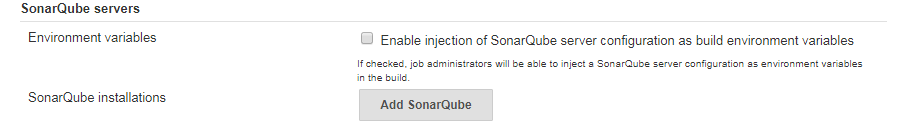 SonarQube servers
Environment variables
Enable injection of SonarQube server configuration as build environment variables
If checked, job administrators will be able to inject a SonarQube server configuration as environment variables
in the build.
SonarQube installations
Add SonarQube